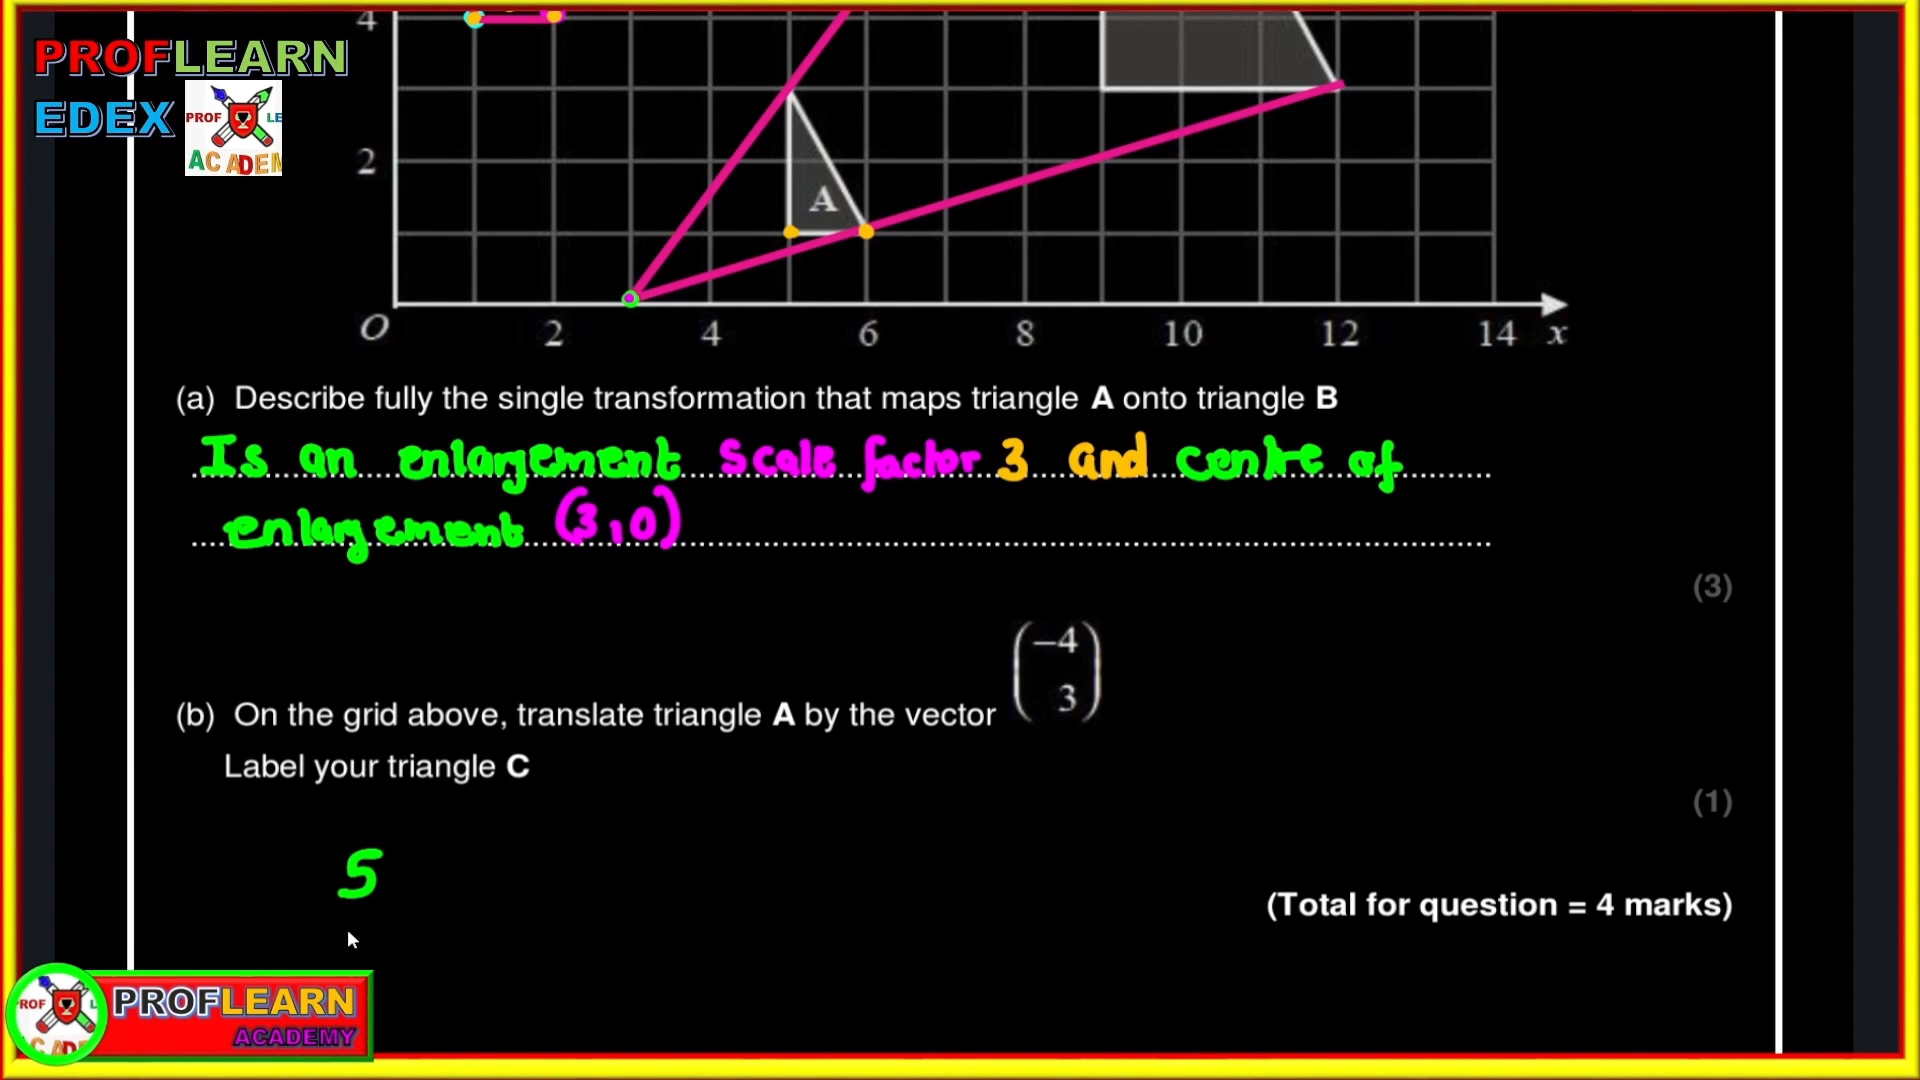 4
PROFLEARN
EDEX
PROF LE
ACADEM
2
A
O 2 4 6 8 10 12 14 x
(a) Describe fully the single transformation that maps triangle A onto triangle B
Is an enlargement scale factor 3 and centre of
enlargement (3,0)
(3)
(b) On the grid above, translate triangle A by the vector (−4 3)
Label your triangle C
(1)
5
(Total for question = 4 marks)
PROFLEARN
ACADEMY